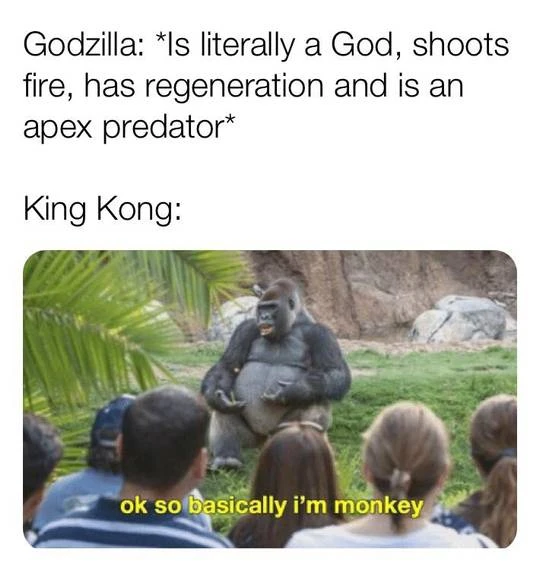 Godzilla: *Is literally a God, shoots
fire, has regeneration and is an
apex predator*
King Kong:
ok so basically i'm monkey